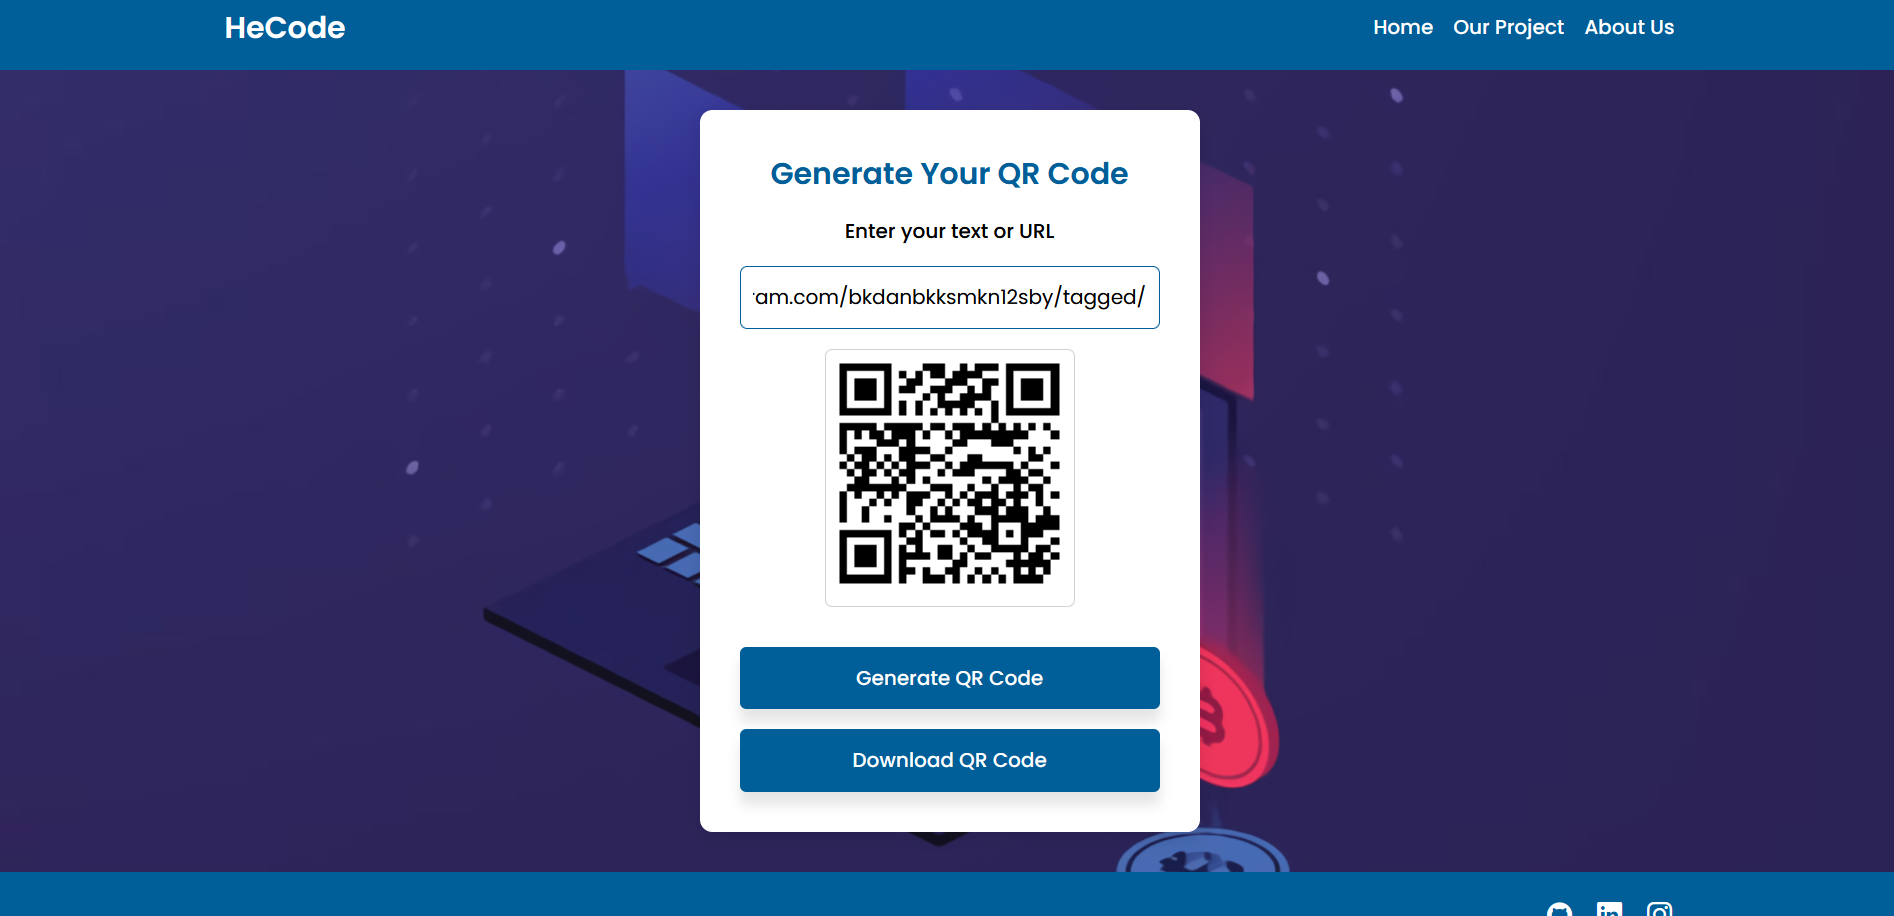 HeCode
Home Our Project About Us
Generate Your QR Code
Enter your text or URL
ram.com/bkdanbkksmkn12sby/tagged/
Generate QR Code
Download QR Code